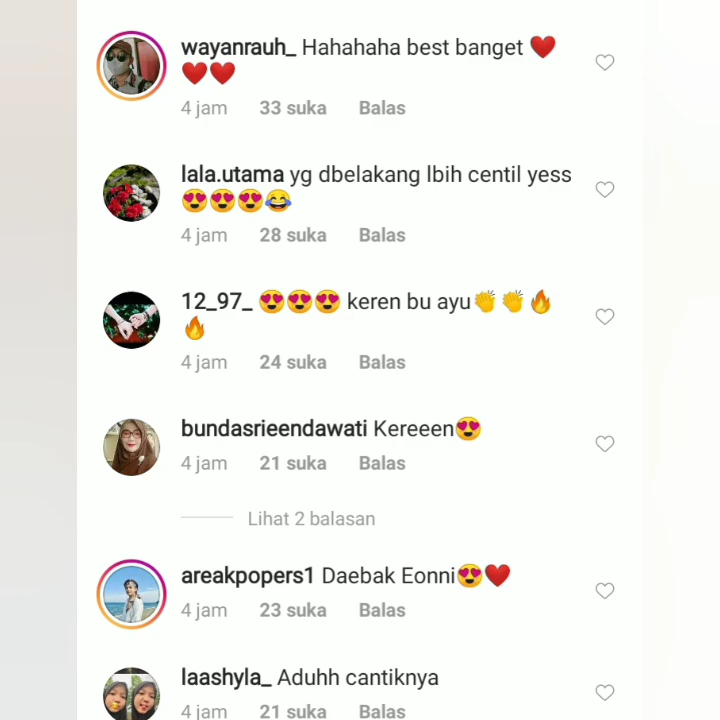 wayanrauh_ Hahahaha best banget ❤️
❤️❤️
4 jam 33 suka Balas
lala.utama yg dbelakang lbih centil yess
😍😍😍😂
4 jam 28 suka Balas
12_97_ 😍😍😍 keren bu ayu👏👏🔥
🔥
4 jam 24 suka Balas
bundasrieendawati Kereeen😍
4 jam 21 suka Balas
Lihat 2 balasan
areakpopers1 Daebak Eonni😍❤️
4 jam 23 suka Balas
laashyla_ Aduhh cantiknya
4 jam 21 suka Balas